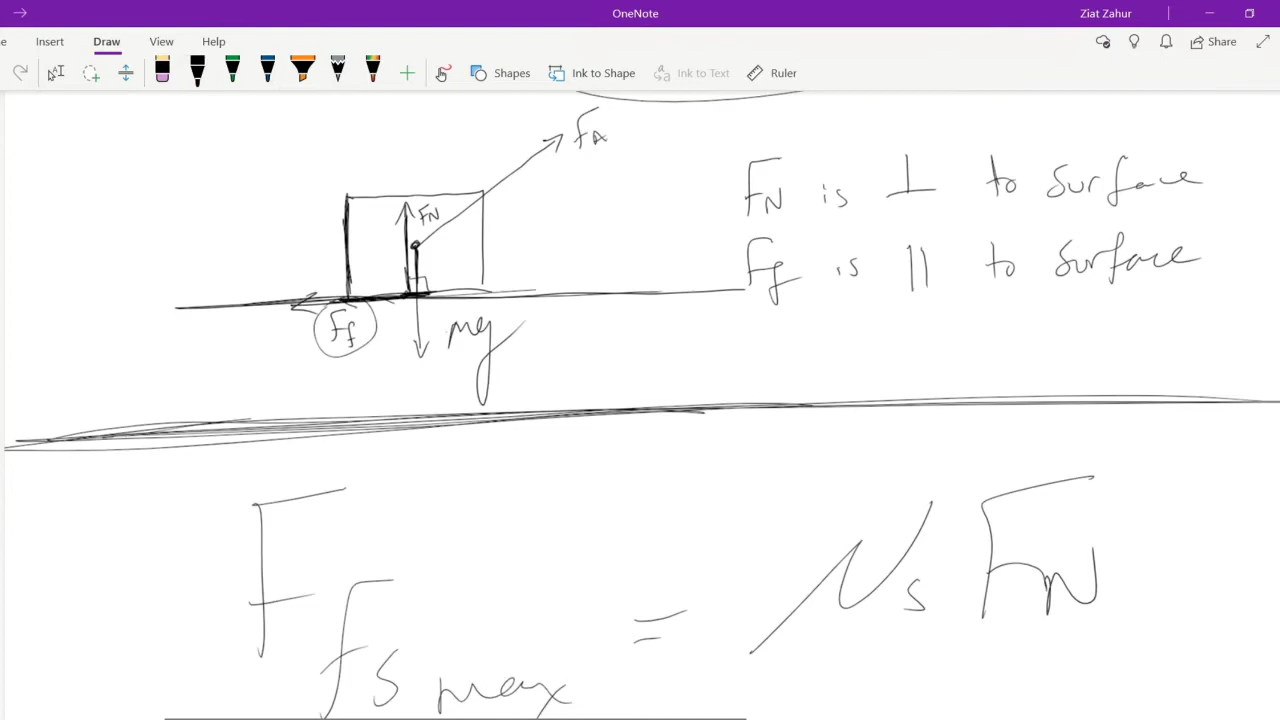 OneNote
Ziat Zahur
Insert Draw View Help
Share
Shapes Ink to Shape Ink to Text Ruler
FA
FN
Ff
mg
FN is ⊥ to surface
Ff is || to surface
Ffs max = μs FN